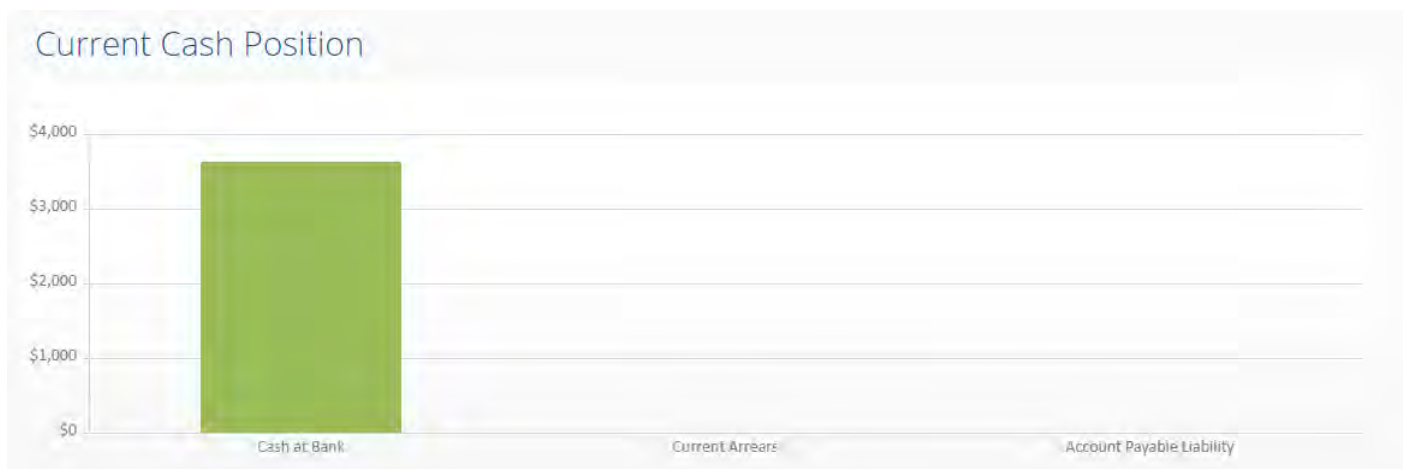 Current Cash Position
$4,000
$3,000
$2,000
$1,000
$0
Cash at Bank
Current Arrears
Account Payable Liability